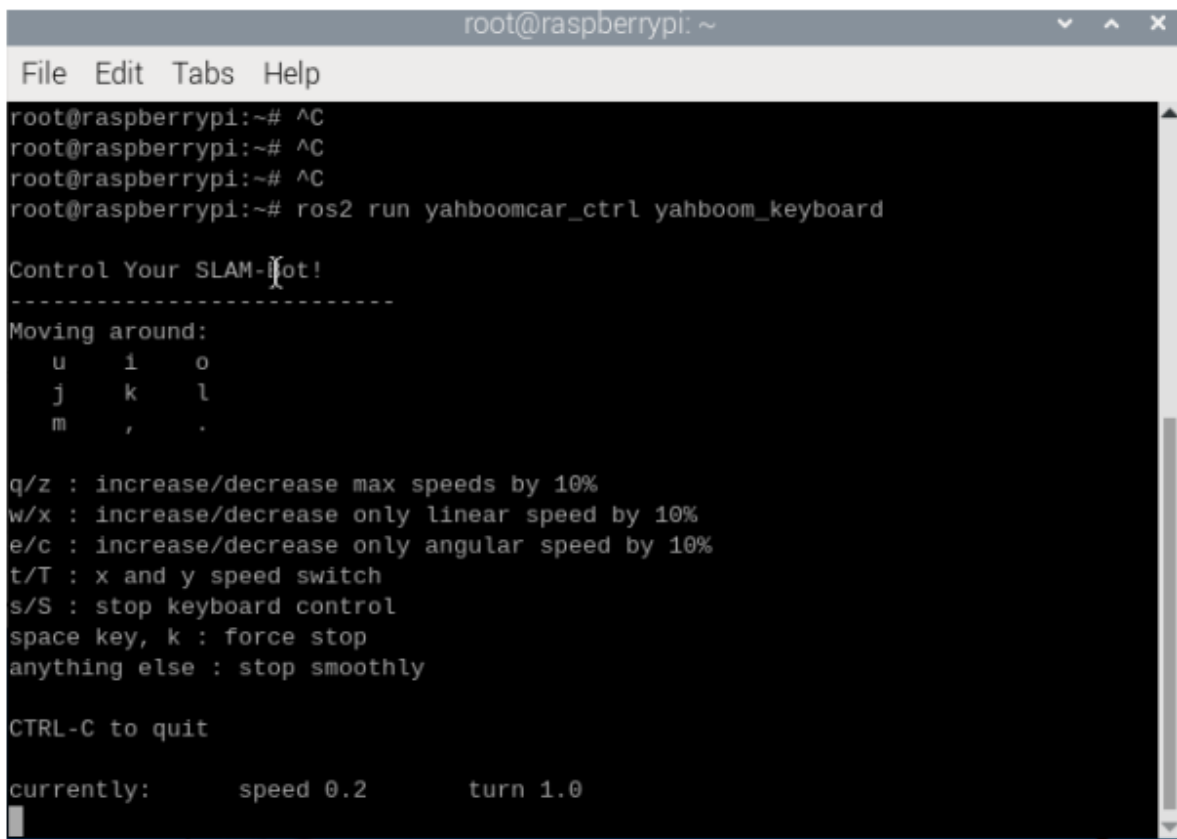 root@raspberrypi: ~
File Edit Tabs Help
root@raspberrypi:~# ^C
root@raspberrypi:~# ^C
root@raspberrypi:~# ^C
root@raspberrypi:~# ros2 run yahboomcar_ctrl yahboom_keyboard
Control Your SLAM-Bot!
---------------------------
Moving around:
u i o
j k l
m , .
q/z : increase/decrease max speeds by 10%
w/x : increase/decrease only linear speed by 10%
e/c : increase/decrease only angular speed by 10%
t/T : x and y speed switch
s/S : stop keyboard control
space key, k : force stop
anything else : stop smoothly
CTRL-C to quit
currently: speed 0.2 turn 1.0